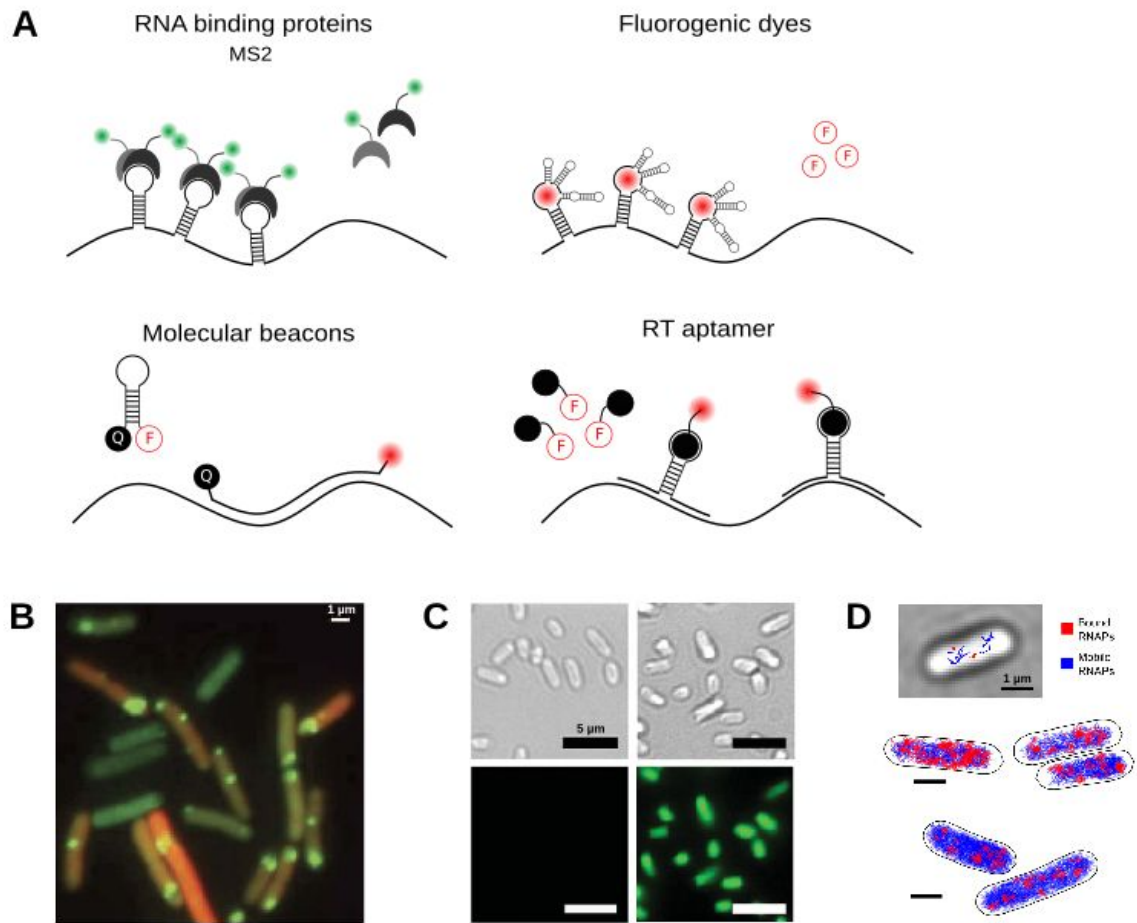 A
RNA binding proteins
MS2
Fluorogenic dyes
F
F
F
Molecular beacons
Q
F
Q
RT aptamer
F
F
F
B
1 μm
C
5 μm
D
Bound
RNAPs
Mobile
RNAPs
1 μm